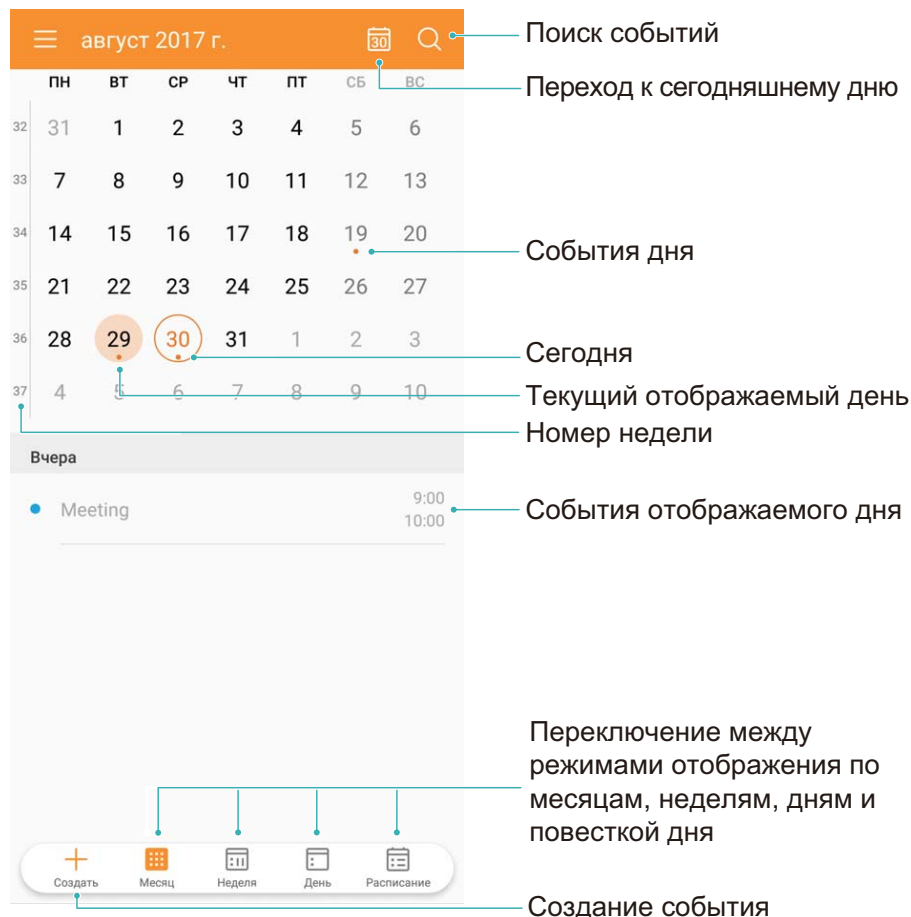 август 2017 г.
30
Поиск событий
Переход к сегодняшнему дню
ПН ВТ СР ЧТ ПТ СБ ВС
32 31 1 2 3 4 5 6
33 7 8 9 10 11 12 13
34 14 15 16 17 18 19 20
События дня
35 21 22 23 24 25 26 27
36 28 29 30 31 1 2 3
Сегодня
37 4 5 6 7 8 9 10
Текущий отображаемый день
Номер недели
Вчера
Meeting
9:00
10:00
События отображаемого дня
Переключение между
режимами отображения по
месяцам, неделям, дням и
повесткой дня
Создать Месяц Неделя День Расписание
Создание события